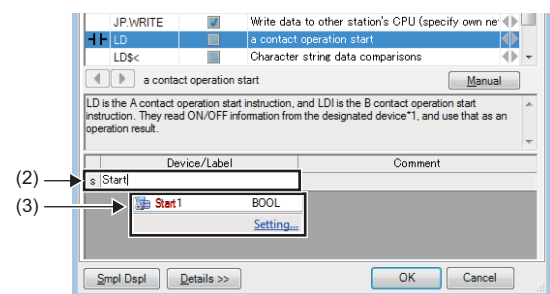 JP.WRITE Write data to other station's CPU (specify own ne
LD a contact operation start
LD$< Character string data comparisons
a contact operation start Manual
LD is the A contact operation start instruction, and LDI is the B contact operation start
instruction. They read ON/OFF information from the designated device*1, and use that as an
operation result.
Device/Label Comment
(2) s Start
(3) Start1 BOOL
Setting...
Smpl Dspl Details >> OK Cancel